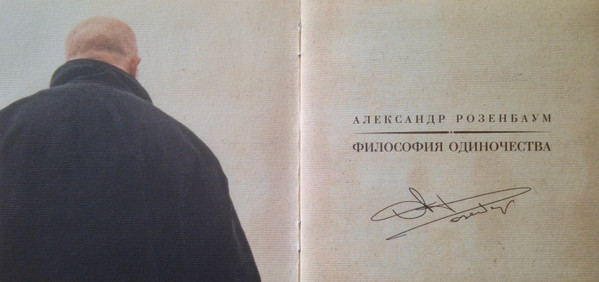 АЛЕКСАНДР РОЗЕНБАУМ
ФИЛОСОФИЯ ОДИНОЧЕСТВА